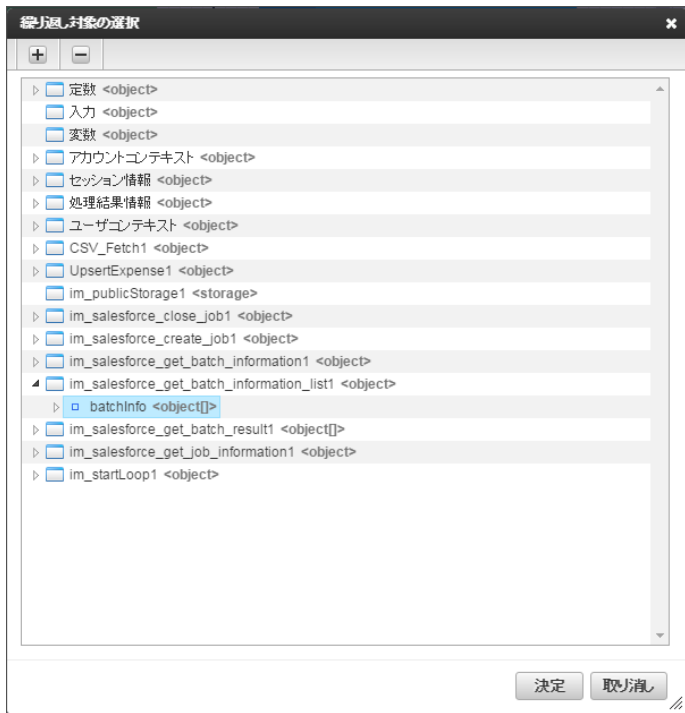 繰り返し対象の選択
定数 <object>
入力 <object>
変数 <object>
アカウントコンテキスト <object>
セッション情報 <object>
処理結果情報 <object>
ユーザコンテキスト <object>
CSV_Fetch1 <object>
UpsertExpense1 <object>
im_publicStorage1 <storage>
im_salesforce_close_job1 <object>
im_salesforce_create_job1 <object>
im_salesforce_get_batch_information1 <object>
im_salesforce_get_batch_information_list1 <object>
batchInfo <object[]>
im_salesforce_get_batch_result1 <object[]>
im_salesforce_get_job_information1 <object>
im_startLoop1 <object>
決定 取り消し